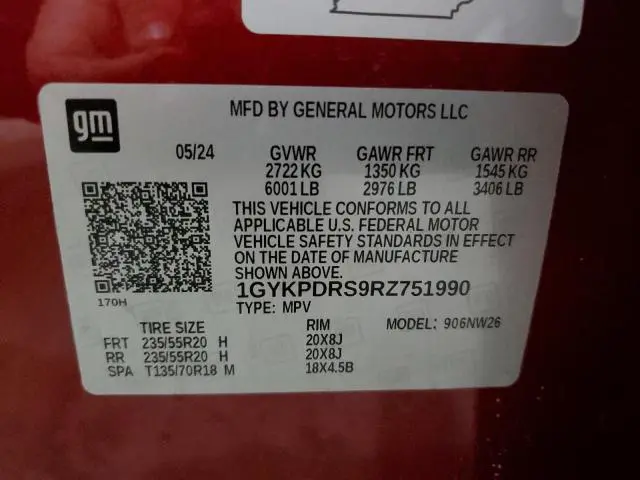 gm
MFD BY GENERAL MOTORS LLC
05/24 GVWR GAWR FRT GAWR RR
2722 KG 1350 KG 1545 KG
6001 LB 2976 LB 3406 LB
THIS VEHICLE CONFORMS TO ALL
APPLICABLE U.S. FEDERAL MOTOR
VEHICLE SAFETY STANDARDS IN EFFECT
ON THE DATE OF MANUFACTURE
SHOWN ABOVE.
170H
1GYKPDRS9RZ751990
TYPE: MPV
TIRE SIZE RIM MODEL: 906NW26
FRT 235/55R20 H 20X8J
RR 235/55R20 H 20X8J
SPA T135/70R18 M 18X4.5B